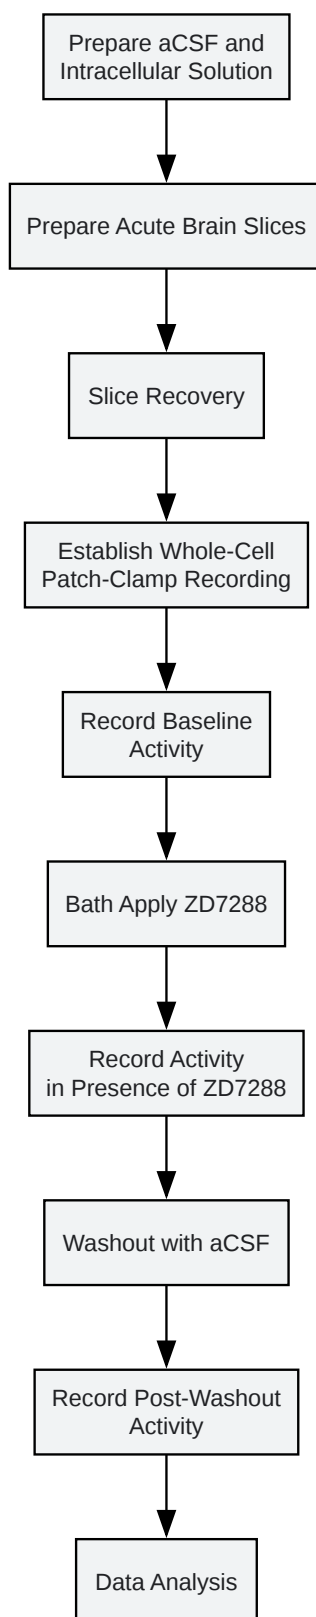 Prepare aCSF and
Intracellular Solution
Prepare Acute Brain Slices
Slice Recovery
Establish Whole-Cell
Patch-Clamp Recording
Record Baseline
Activity
Bath Apply ZD7288
Record Activity
in Presence of ZD7288
Washout with aCSF
Record Post-Washout
Activity
Data Analysis